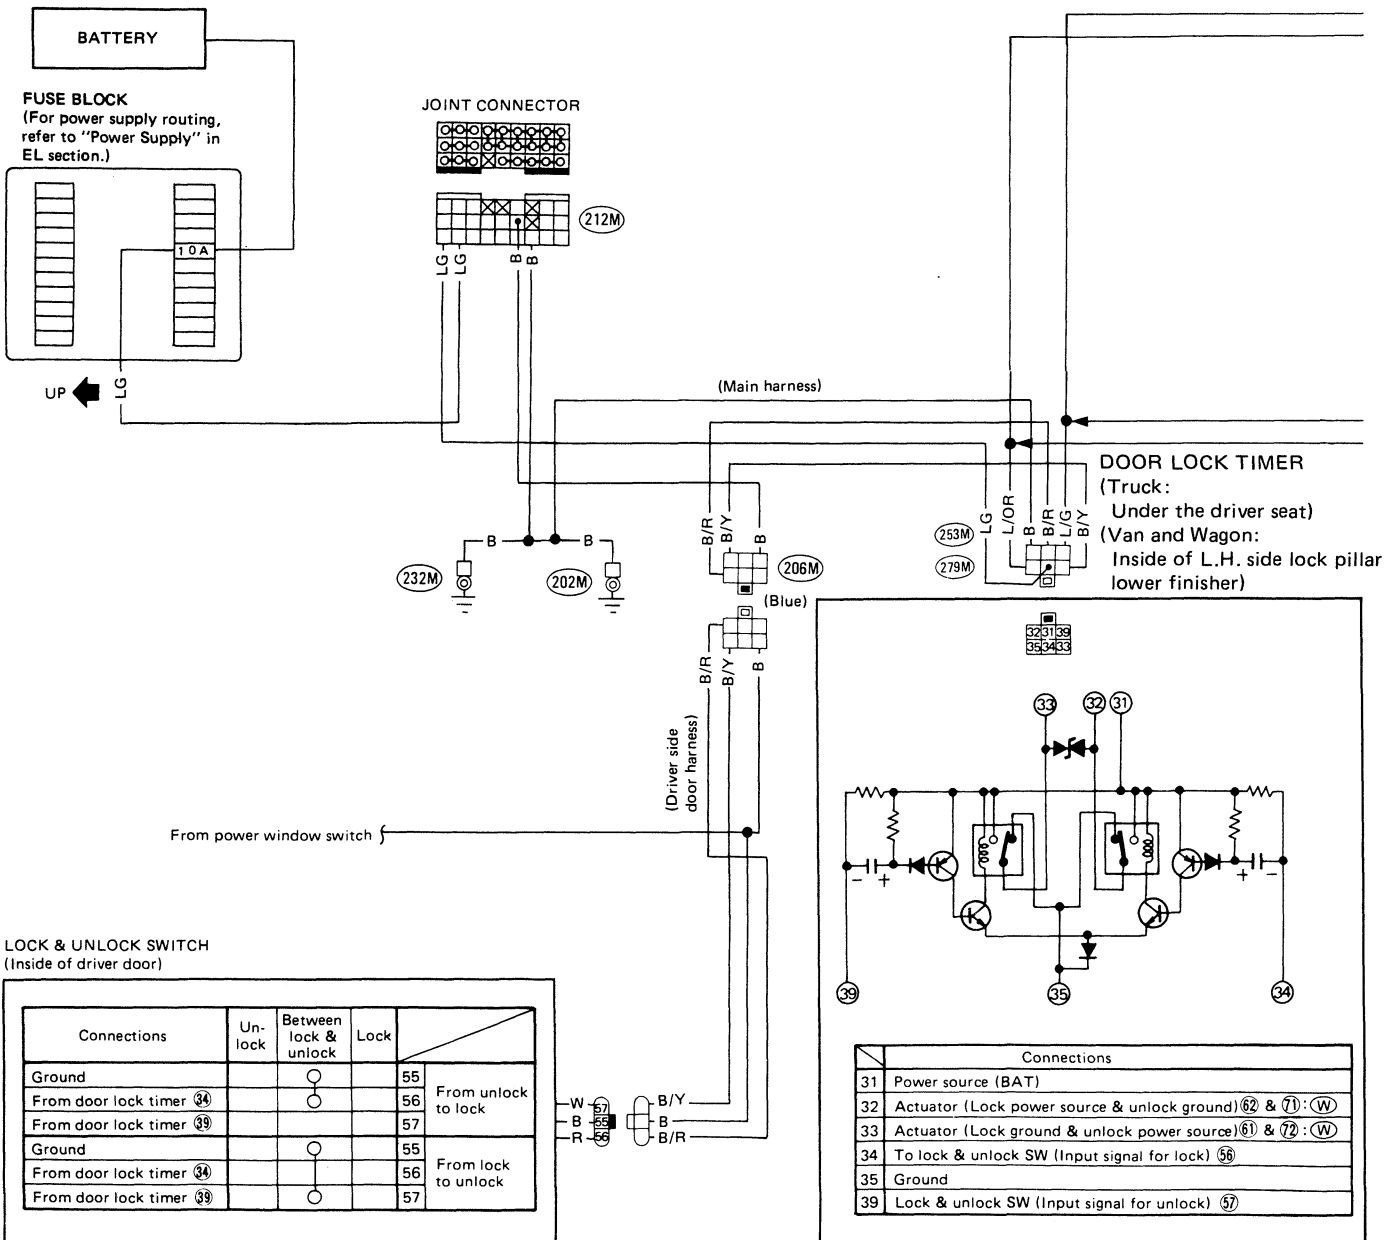 BATTERY
FUSE BLOCK
(For power supply routing,
refer to "Power Supply" in
EL section.)
10A
UP
LG
JOINT CONNECTOR
212M
LG
LG
B
B
(Main harness)
B
B
232M
202M
B/R
B/Y
B
206M
(Blue)
B/R
B/Y
B
(Driver side
door harness)
253M
279M
LG
L/OR
B
B/R
L/G
B/Y
DOOR LOCK TIMER
(Truck:
Under the driver seat)
(Van and Wagon:
Inside of L.H. side lock pillar
lower finisher)
32 31 39
35 34 33
33
32
31
- +
+ -
39
35
34
Connections
31 Power source (BAT)
32 Actuator (Lock power source & unlock ground) 62 & 71 : W
33 Actuator (Lock ground & unlock power source) 61 & 72 : W
34 To lock & unlock SW (Input signal for lock) 56
35 Ground
39 Lock & unlock SW (Input signal for unlock) 57
From power window switch
LOCK & UNLOCK SWITCH
(Inside of driver door)
Connections
Un-
lock
Between
lock &
unlock
Lock
Ground 55
From door lock timer 34 56
From door lock timer 39 57
From unlock
to lock
Ground 55
From door lock timer 34 56
From door lock timer 39 57
From lock
to unlock
W 57
B 55
R 56
B/Y
B
B/R